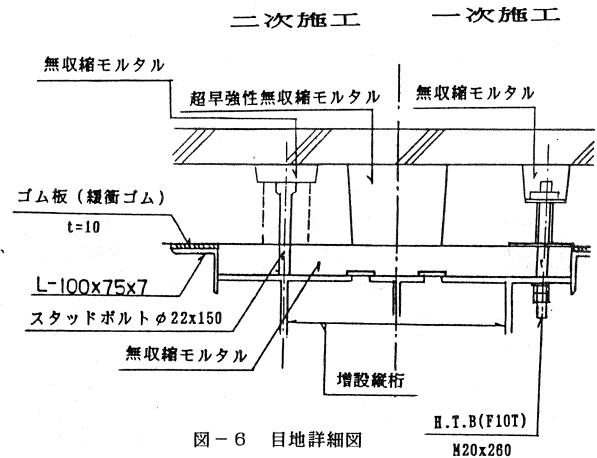 二次施工
一次施工
無収縮モルタル
超早強性無収縮モルタル
無収縮モルタル
ゴム板（緩衝ゴム）
t=10
L-100x75x7
スタッドボルトφ22x150
無収縮モルタル
増設縦桁
H.T.B(F10T)
M20x260
図－6 目地詳細図